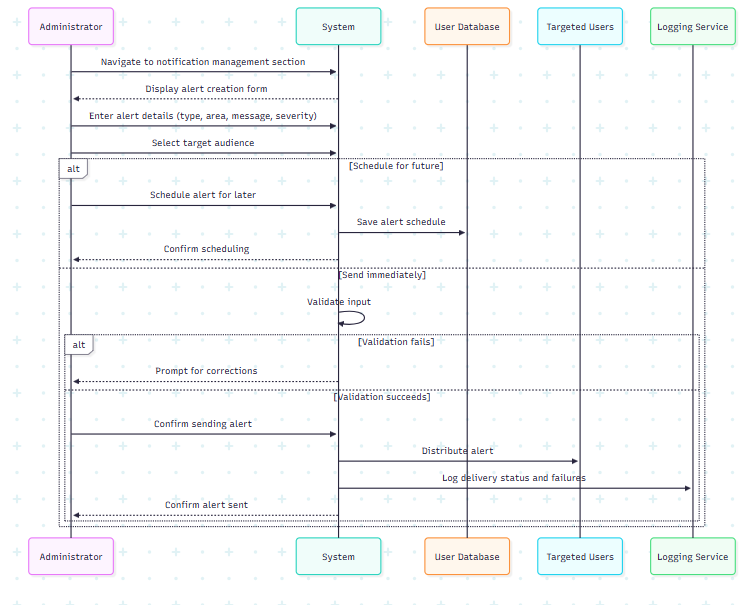 Administrator
System
User Database
Targeted Users
Logging Service
Navigate to notification management section
Display alert creation form
Enter alert details (type, area, message, severity)
Select target audience
alt
[Schedule for future]
Schedule alert for later
Save alert schedule
Confirm scheduling
[Send immediately]
Validate input
alt
[Validation fails]
Prompt for corrections
[Validation succeeds]
Confirm sending alert
Distribute alert
Log delivery status and failures
Confirm alert sent
Administrator
System
User Database
Targeted Users
Logging Service